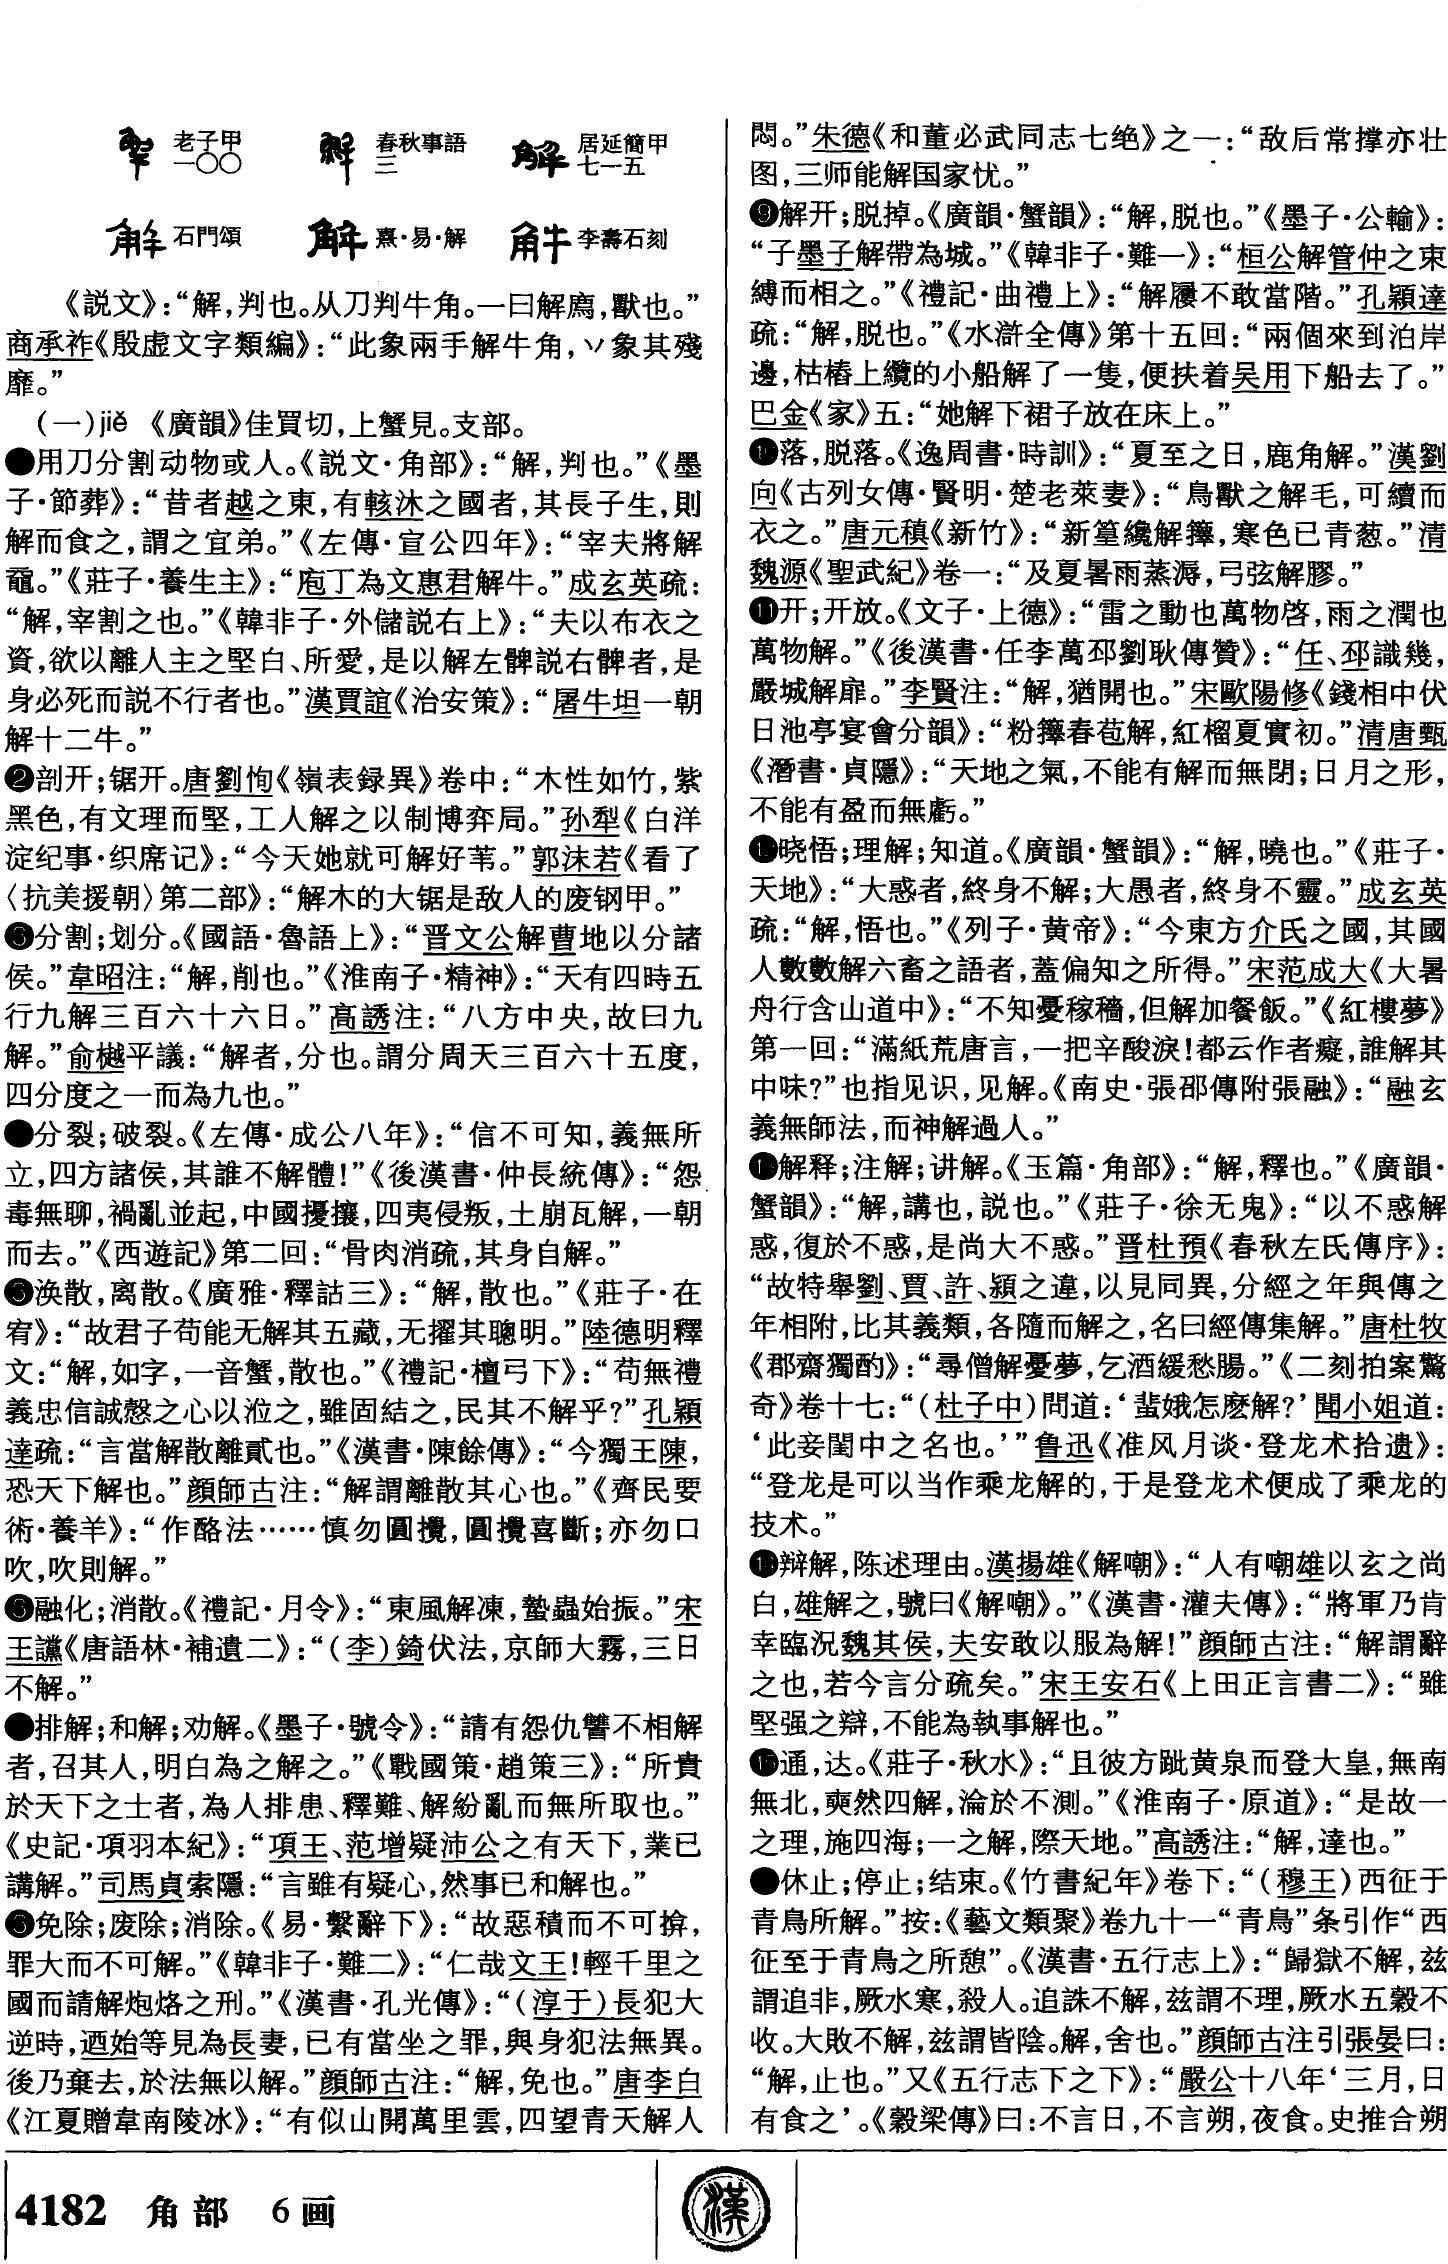 老子甲
一〇〇
春秋事語
三
居延簡甲
七一五
石門頌
熹·易·解
李壽石刻
《説文》：“解，判也。从刀判牛角。一曰解廌，獸也。”
商承祚《殷虚文字類編》：“此象兩手解牛角，丷象其殘
靡。”
(一)jiě 《廣韻》佳買切，上蟹見。支部。
●用刀分割动物或人。《説文·角部》：“解，判也。”《墨
子·節葬》：“昔者越之東，有輆沐之國者，其長子生，則
解而食之，謂之宜弟。”《左傳·宣公四年》：“宰夫將解
黿。”《莊子·養生主》：“庖丁為文惠君解牛。”成玄英疏：
“解，宰割之也。”《韓非子·外儲説右上》：“夫以布衣之
資，欲以離人主之堅白、所愛，是以解左髀説右髀者，是
身必死而説不行者也。”漢賈誼《治安策》：“屠牛坦一朝
解十二牛。”
❷剖开；锯开。唐劉恂《嶺表録異》卷中：“木性如竹，紫
黑色，有文理而堅，工人解之以制博弈局。”孙犁《白洋
淀纪事·织席记》：“今天她就可解好苇。”郭沫若《看了
〈抗美援朝〉第二部》：“解木的大锯是敌人的废钢甲。”
❸分割；划分。《國語·魯語上》：“晋文公解曹地以分諸
侯。”韋昭注：“解，削也。”《淮南子·精神》：“天有四時五
行九解三百六十六日。”高誘注：“八方中央，故曰九
解。”俞樾平議：“解者，分也。謂分周天三百六十五度，
四分度之一而為九也。”
●分裂；破裂。《左傳·成公八年》：“信不可知，義無所
立，四方諸侯，其誰不解體！”《後漢書·仲長統傳》：“怨
毒無聊，禍亂並起，中國擾攘，四夷侵叛，土崩瓦解，一朝
而去。”《西遊記》第二回：“骨肉消疏，其身自解。”
❺涣散，离散。《廣雅·釋詁三》：“解，散也。”《莊子·在
宥》：“故君子苟能无解其五藏，无擢其聰明。”陸德明釋
文：“解，如字，一音蟹，散也。”《禮記·檀弓下》：“苟無禮
義忠信誠慤之心以涖之，雖固結之，民其不解乎？”孔穎
達疏：“言當解散離貳也。”《漢書·陳餘傳》：“今獨王陳，
恐天下解也。”顔師古注：“解謂離散其心也。”《齊民要
術·養羊》：“作酪法……慎勿圓攪，圓攪喜斷；亦勿口
吹，吹則解。”
❻融化；消散。《禮記·月令》：“東風解凍，蟄蟲始振。”宋
王讜《唐語林·補遺二》：“(李)錡伏法，京師大霧，三日
不解。”
●排解；和解；劝解。《墨子·號令》：“請有怨仇讐不相解
者，召其人，明白為之解之。”《戰國策·趙策三》：“所貴
於天下之士者，為人排患、釋難、解紛亂而無所取也。”
《史記·項羽本紀》：“項王、范增疑沛公之有天下，業已
講解。”司馬貞索隱：“言雖有疑心，然事已和解也。”
❽免除；废除；消除。《易·繫辭下》：“故惡積而不可揜，
罪大而不可解。”《韓非子·難二》：“仁哉文王！輕千里之
國而請解炮烙之刑。”《漢書·孔光傳》：“(淳于)長犯大
逆時，迺始等見為長妻，已有當坐之罪，與身犯法無異。
後乃棄去，於法無以解。”顔師古注：“解，免也。”唐李白
《江夏贈韋南陵冰》：“有似山開萬里雲，四望青天解人
悶。”朱德《和董必武同志七绝》之一：“敌后常撑亦壮
图，三师能解国家忧。”
❾解开；脱掉。《廣韻·蟹韻》：“解，脱也。”《墨子·公輸》：
“子墨子解帶為城。”《韓非子·難一》：“桓公解管仲之束
縛而相之。”《禮記·曲禮上》：“解屨不敢當階。”孔穎達
疏：“解，脱也。”《水滸全傳》第十五回：“兩個來到泊岸
邊，枯樁上纜的小船解了一隻，便扶着吴用下船去了。”
巴金《家》五：“她解下裙子放在床上。”
❿落，脱落。《逸周書·時訓》：“夏至之日，鹿角解。”漢劉
向《古列女傳·賢明·楚老萊妻》：“鳥獸之解毛，可績而
衣之。”唐元稹《新竹》：“新篁纔解籜，寒色已青葱。”清
魏源《聖武紀》卷一：“及夏暑雨蒸溽，弓弦解膠。”
⓫开；开放。《文子·上德》：“雷之動也萬物啓，雨之潤也
萬物解。”《後漢書·任李萬邳劉耿傳贊》：“任、邳識幾，
嚴城解扉。”李賢注：“解，猶開也。”宋歐陽修《錢相中伏
日池亭宴會分韻》：“粉籜春苞解，紅榴夏實初。”清唐甄
《潛書·貞隱》：“天地之氣，不能有解而無閉；日月之形，
不能有盈而無虧。”
⓬晓悟；理解；知道。《廣韻·蟹韻》：“解，曉也。”《莊子·
天地》：“大惑者，終身不解；大愚者，終身不靈。”成玄英
疏：“解，悟也。”《列子·黄帝》：“今東方介氏之國，其國
人數數解六畜之語者，蓋偏知之所得。”宋范成大《大暑
舟行含山道中》：“不知憂稼穡，但解加餐飯。”《紅樓夢》
第一回：“滿紙荒唐言，一把辛酸淚！都云作者癡，誰解其
中味？”也指见识，见解。《南史·張邵傳附張融》：“融玄
義無師法，而神解過人。”
⓭解释；注解；讲解。《玉篇·角部》：“解，釋也。”《廣韻·
蟹韻》：“解，講也，説也。”《莊子·徐无鬼》：“以不惑解
惑，復於不惑，是尚大不惑。”晋杜預《春秋左氏傳序》：
“故特舉劉、賈、許、潁之違，以見同異，分經之年與傳之
年相附，比其義類，各隨而解之，名曰經傳集解。”唐杜牧
《郡齋獨酌》：“尋僧解憂夢，乞酒緩愁腸。”《二刻拍案驚
奇》卷十七：“(杜子中)問道：‘蜚娥怎麽解？’聞小姐道：
‘此妾閨中之名也。’”鲁迅《准风月谈·登龙术拾遗》：
“登龙是可以当作乘龙解的，于是登龙术便成了乘龙的
技术。”
⓮辩解，陈述理由。漢揚雄《解嘲》：“人有嘲雄以玄之尚
白，雄解之，號曰《解嘲》。”《漢書·灌夫傳》：“將軍乃肯
幸臨況魏其侯，夫安敢以服為解！”顔師古注：“解謂辭
之也，若今言分疏矣。”宋王安石《上田正言書二》：“雖
堅强之辯，不能為執事解也。”
⓯通，达。《莊子·秋水》：“且彼方跐黄泉而登大皇，無南
無北，奭然四解，淪於不測。”《淮南子·原道》：“是故一
之理，施四海；一之解，際天地。”高誘注：“解，達也。”
●休止；停止；结束。《竹書紀年》卷下：“(穆王)西征于
青鳥所解。”按：《藝文類聚》卷九十一“青鳥”条引作“西
征至于青鳥之所憩”。《漢書·五行志上》：“歸獄不解，兹
謂追非，厥水寒，殺人。追誅不解，兹謂不理，厥水五穀不
收。大敗不解，兹謂皆陰。解，舍也。”顔師古注引張晏曰：
“解，止也。”又《五行志下之下》：“嚴公十八年‘三月，日
有食之’。《穀梁傳》曰：不言日，不言朔，夜食。史推合朔
4182 角部 6画
漢